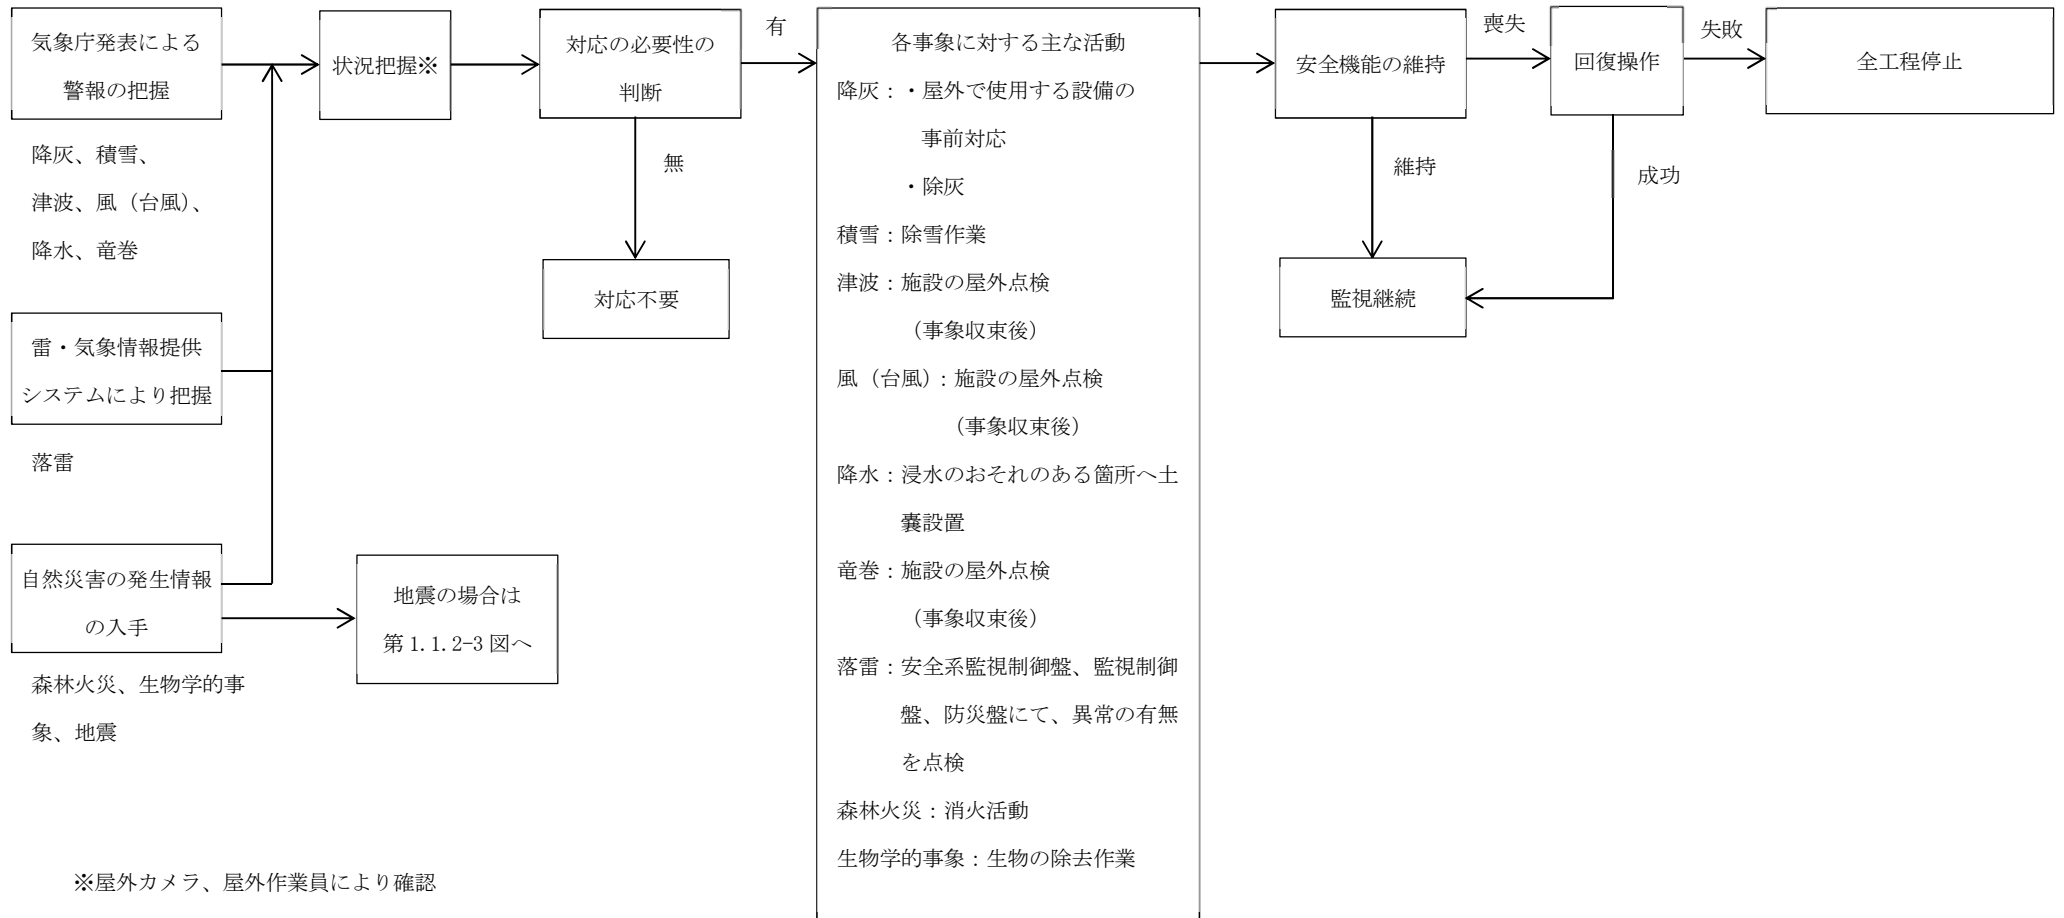 気象庁発表による
警報の把握
降灰、積雪、
津波、風（台風）、
降水、竜巻
雷・気象情報提供
システムにより把握
落雷
自然災害の発生情報
の入手
森林火災、生物学的事
象、地震
地震の場合は
第 1.1.2-3 図へ
状況把握※
対応の必要性の
判断
有
無
対応不要
各事象に対する主な活動
降灰：・屋外で使用する設備の
事前対応
・除灰
積雪：除雪作業
津波：施設の屋外点検
（事象収束後）
風（台風）：施設の屋外点検
（事象収束後）
降水：浸水のおそれのある箇所へ土
嚢設置
竜巻：施設の屋外点検
（事象収束後）
落雷：安全系監視制御盤、監視制御
盤、防災盤にて、異常の有無
を点検
森林火災：消火活動
生物学的事象：生物の除去作業
安全機能の維持
喪失
維持
監視継続
回復操作
失敗
成功
全工程停止
※屋外カメラ、屋外作業員により確認